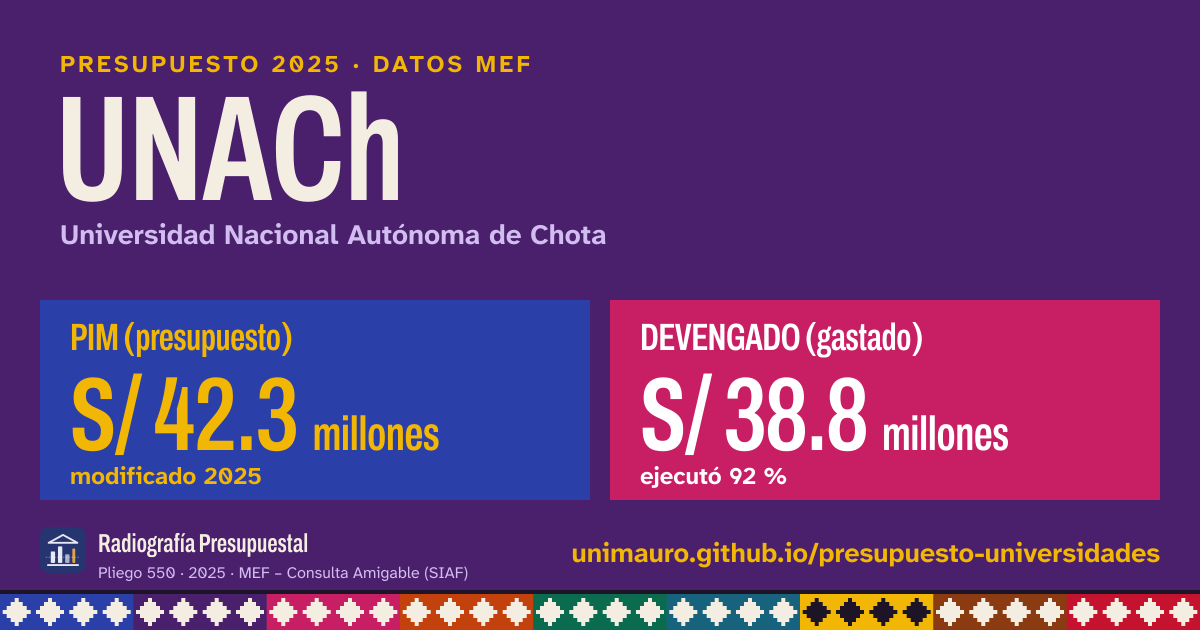 PRESUPUESTO 2025 · DATOS MEF
UNACh
Universidad Nacional Autónoma de Chota
PIM (presupuesto)
S/ 42.3 millones
modificado 2025
DEVENGADO (gastado)
S/ 38.8 millones
ejecutó 92 %
Radiografía Presupuestal
Pliego 550 · 2025 · MEF – Consulta Amigable (SIAF)
unimauro.github.io/presupuesto-universidades